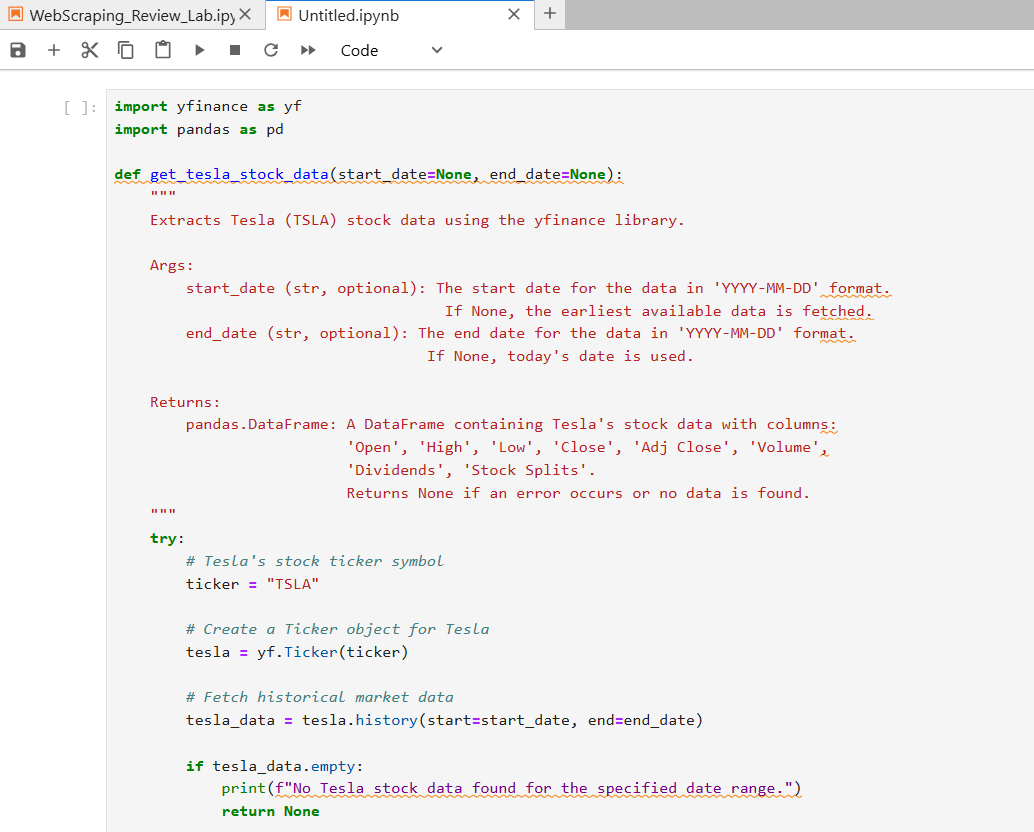 WebScraping_Review_Lab.ipy
Untitled.ipynb
Code
[ ]:
import yfinance as yf
import pandas as pd
def get_tesla_stock_data(start_date=None, end_date=None):
"""
Extracts Tesla (TSLA) stock data using the yfinance library.
Args:
start_date (str, optional): The start date for the data in 'YYYY-MM-DD' format.
If None, the earliest available data is fetched.
end_date (str, optional): The end date for the data in 'YYYY-MM-DD' format.
If None, today's date is used.
Returns:
pandas.DataFrame: A DataFrame containing Tesla's stock data with columns:
'Open', 'High', 'Low', 'Close', 'Adj Close', 'Volume',
'Dividends', 'Stock Splits'.
Returns None if an error occurs or no data is found.
"""
try:
# Tesla's stock ticker symbol
ticker = "TSLA"
# Create a Ticker object for Tesla
tesla = yf.Ticker(ticker)
# Fetch historical market data
tesla_data = tesla.history(start=start_date, end=end_date)
if tesla_data.empty:
print(f"No Tesla stock data found for the specified date range.")
return None